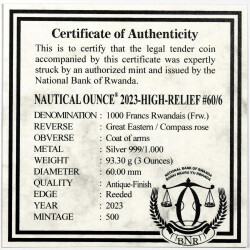 Certificate of Authenticity
This is to certify that the legal tender coin
accompanied by this certificate was expertly
struck by an authorized mint and issued by the
National Bank of Rwanda.
NAUTICAL OUNCE® 2023-HIGH-RELIEF #60/6
DENOMINATION : 1000 Francs Rwandais (Frw.)
REVERSE : Great Eastern / Compass rose
OBVERSE : Coat of arms
METAL : Silver 999/1.000
WEIGHT : 93.30 g (3 Ounces)
DIAMETER : 60.00 mm
QUALITY : Antique-Finish
EDGE : Reeded
YEAR : 2023
MINTAGE : 500
NATIONAL BANK OF RWANDA
BNR